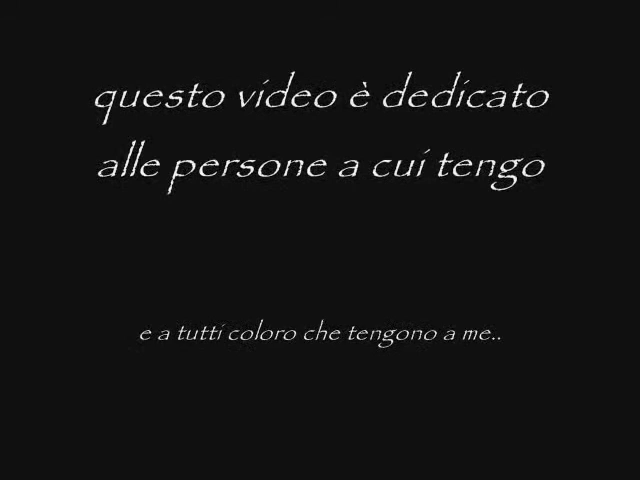 questo video è dedicato
alle persone a cui tengo
e a tutti coloro che tengono a me..